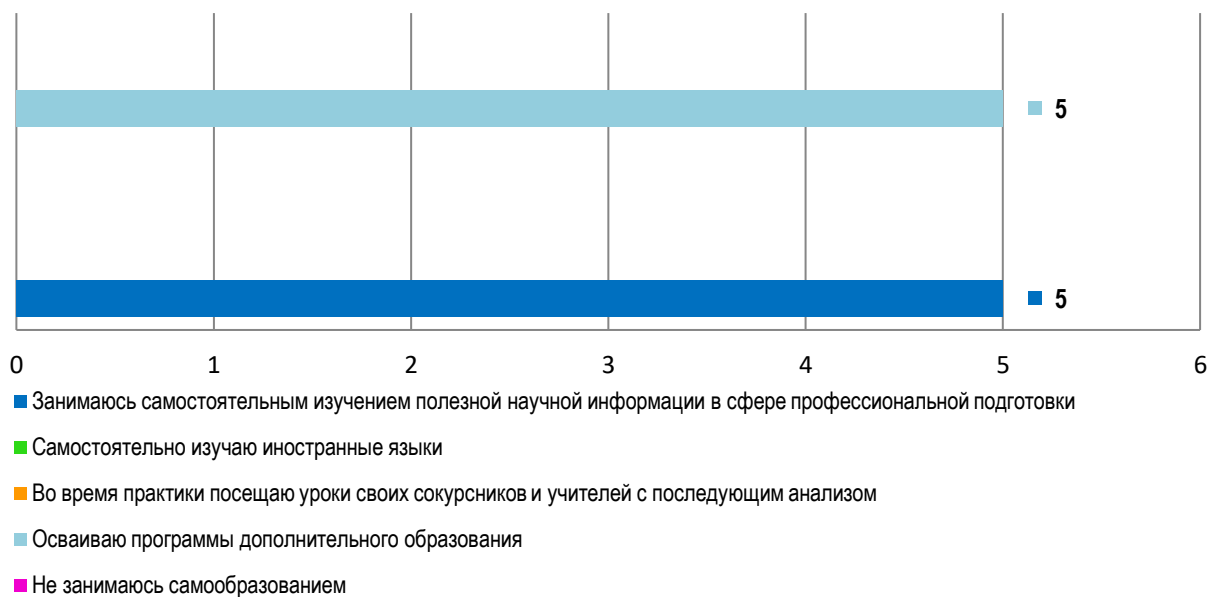 5
5
0 1 2 3 4 5 6
Занимаюсь самостоятельным изучением полезной научной информации в сфере профессиональной подготовки
Самостоятельно изучаю иностранные языки
Во время практики посещаю уроки своих сокурсников и учителей с последующим анализом
Осваиваю программы дополнительного образования
Не занимаюсь самообразованием